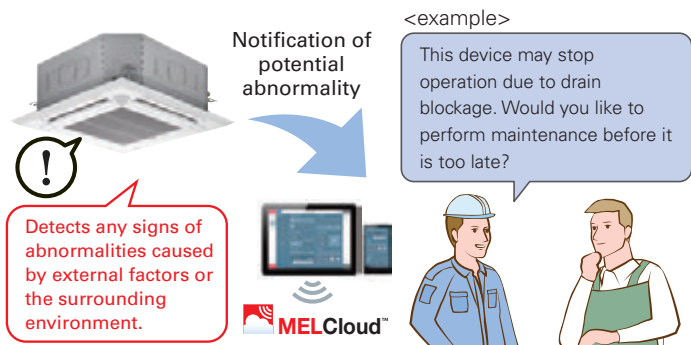 <example>
Notification of
potential
abnormality
This device may stop
operation due to drain
blockage. Would you like to
perform maintenance before it
is too late?
!
Detects any signs of
abnormalities caused
by external factors or
the surrounding
environment.
MELCloud™